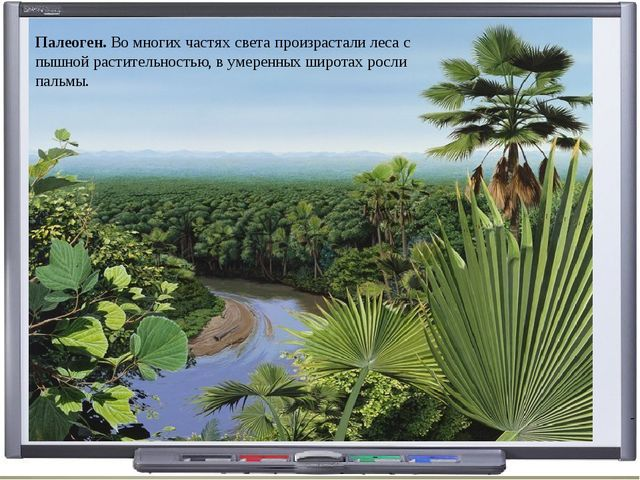 Палеоген. Во многих частях света произрастали леса с
пышной растительностью, в умеренных широтах росли
пальмы.